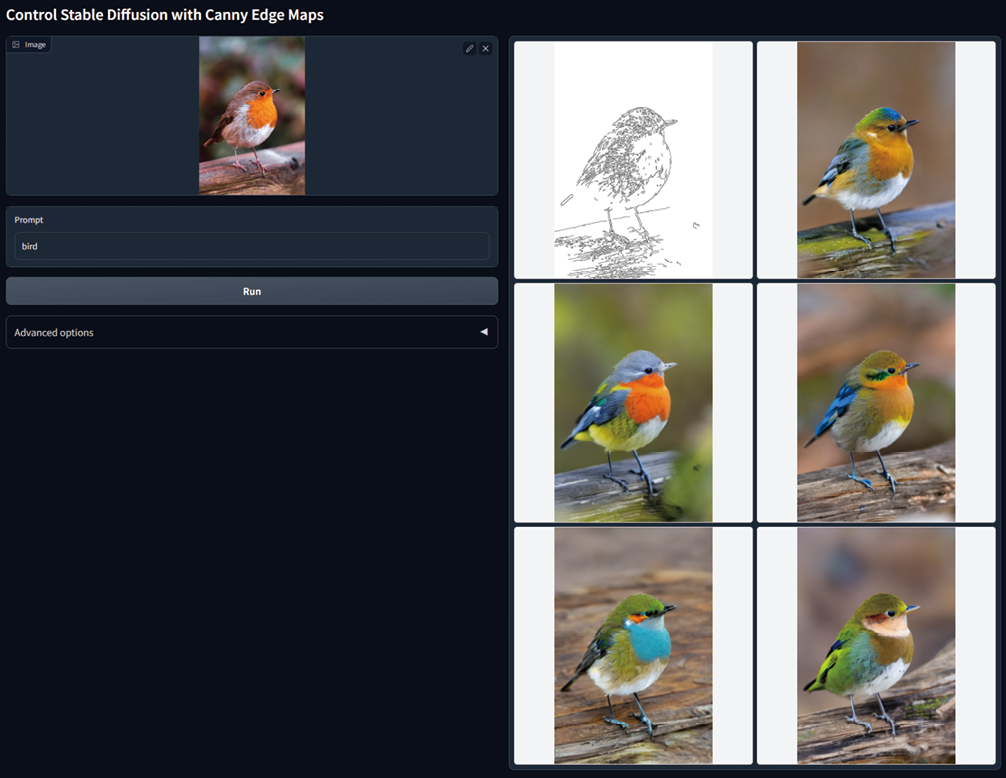 Control Stable Diffusion with Canny Edge Maps
Image
Prompt
bird
Run
Advanced options